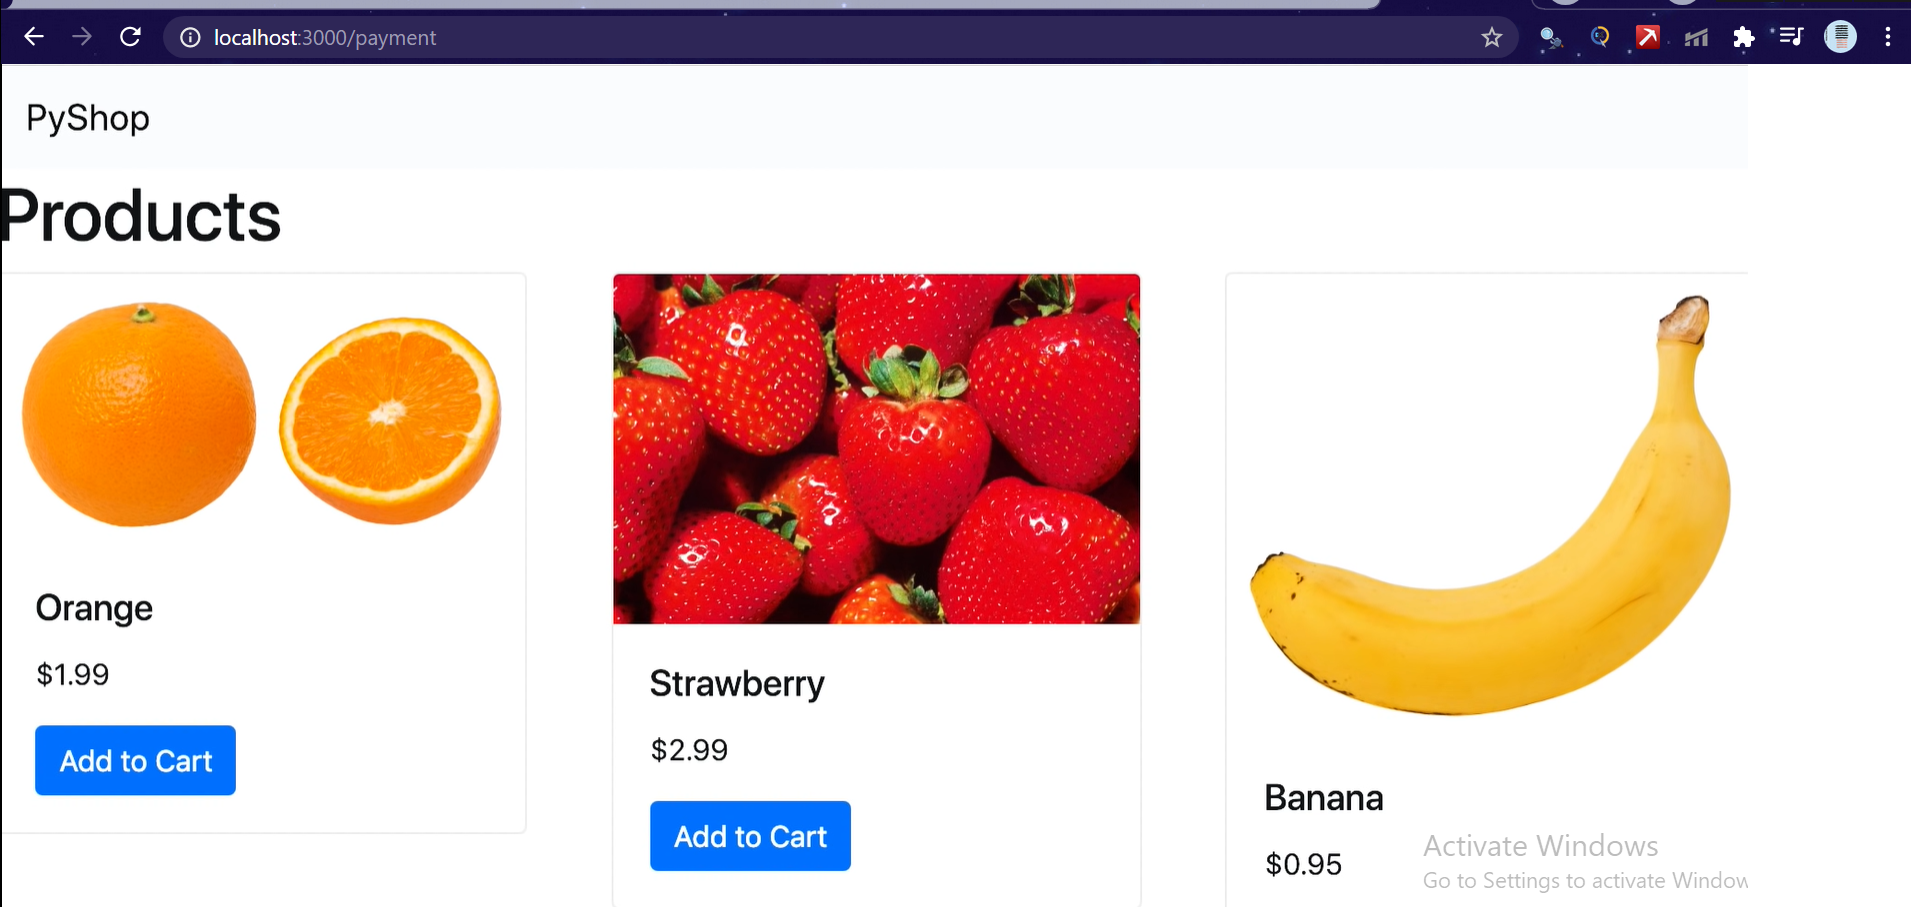 localhost:3000/payment
PyShop
Products
Orange
$1.99
Add to Cart
Strawberry
$2.99
Add to Cart
Banana
$0.95
Activate Windows
Go to Settings to activate Window